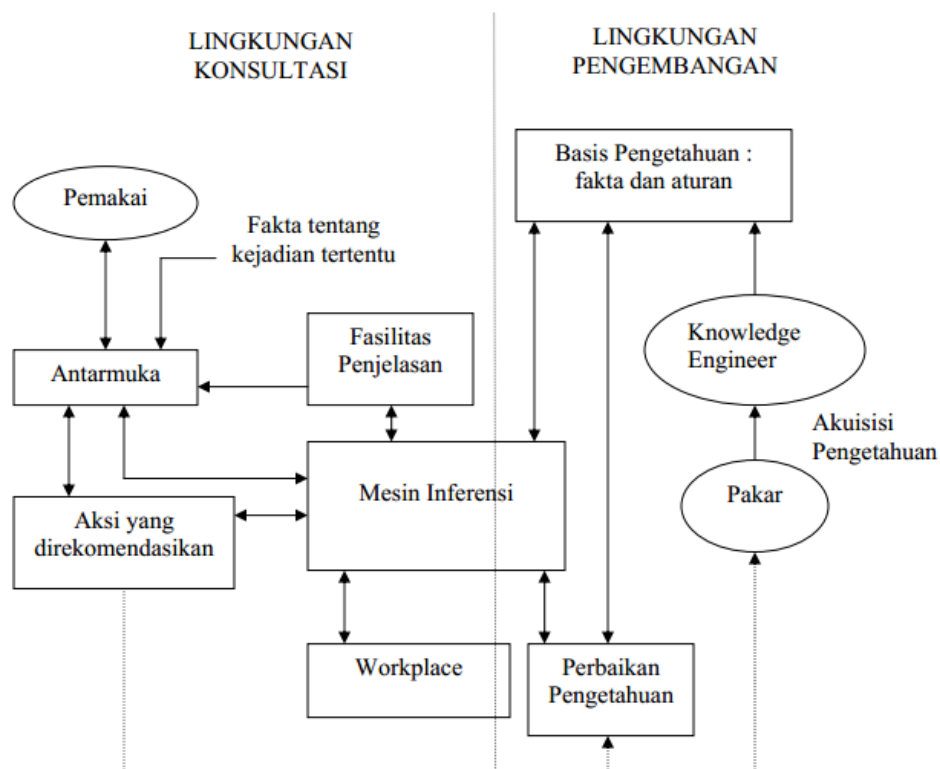 LINGKUNGAN
KONSULTASI
LINGKUNGAN
PENGEMBANGAN
Basis Pengetahuan :
fakta dan aturan
Pemakai
Fakta tentang
kejadian tertentu
Fasilitas
Penjelasan
Knowledge
Engineer
Antarmuka
Akuisisi
Pengetahuan
Mesin Inferensi
Pakar
Aksi yang
direkomendasikan
Workplace
Perbaikan
Pengetahuan